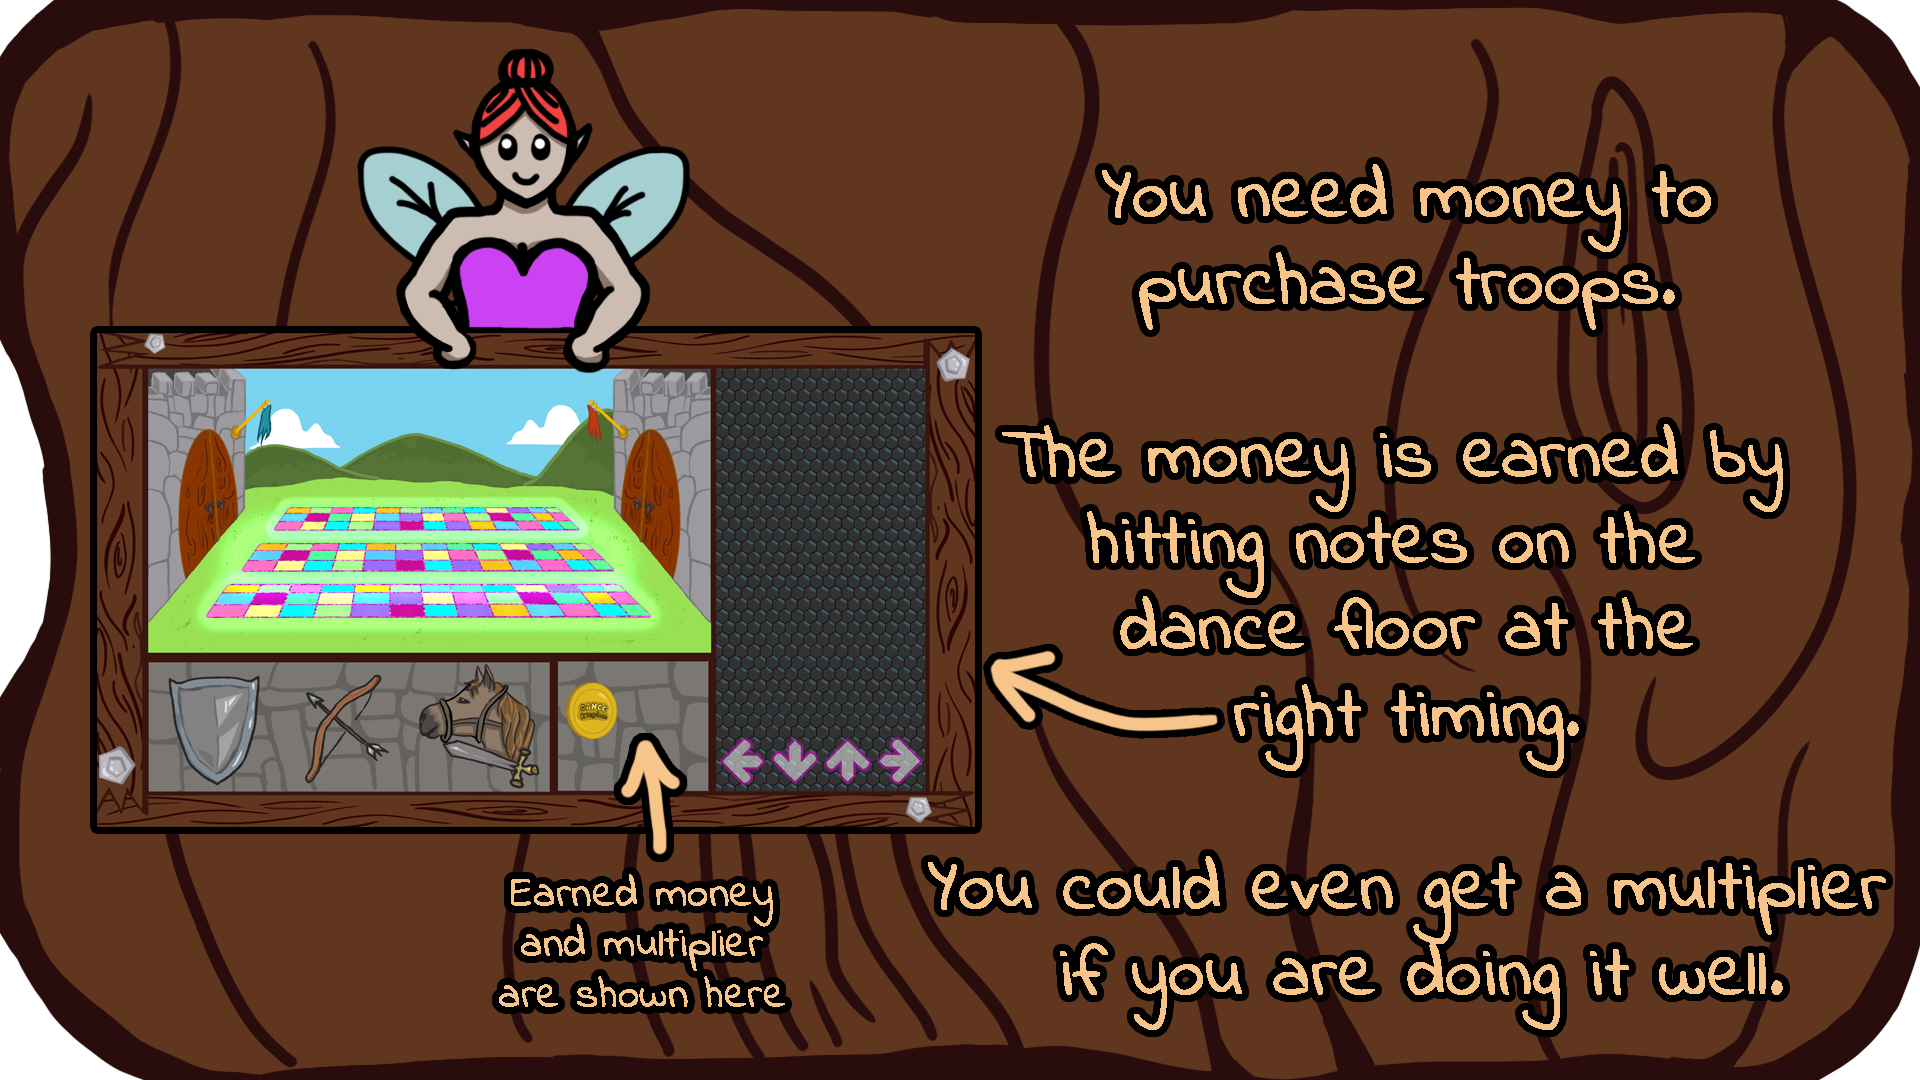 You need money to
purchase troops.
The money is earned by
hitting notes on the
dance floor at the
right timing.
DANCE
Kingdom
Earned money
and multiplier
are shown here
You could even get a multiplier
if you are doing it well.